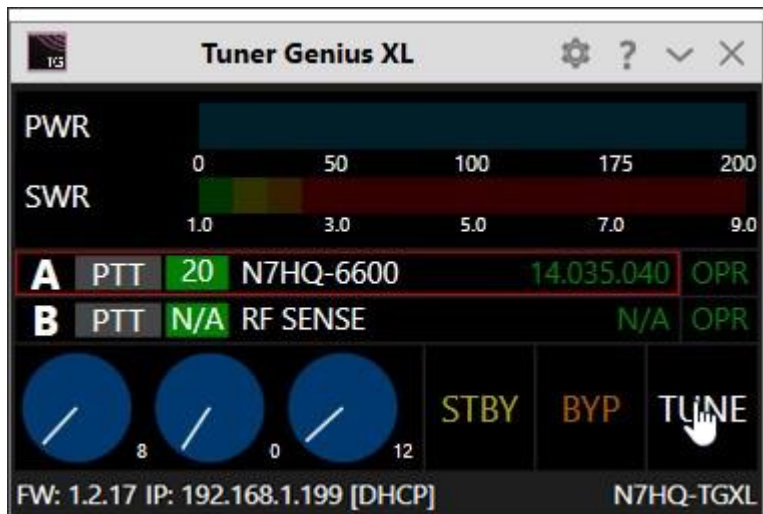 TG Tuner Genius XL ?
PWR
0 50 100 175 200
SWR
1.0 3.0 5.0 7.0 9.0
A PTT 20 N7HQ-6600 14.035.040 OPR
B PTT N/A RF SENSE N/A OPR
8 0 12 STBY BYP TUNE
FW: 1.2.17 IP: 192.168.1.199 [DHCP] N7HQ-TGXL